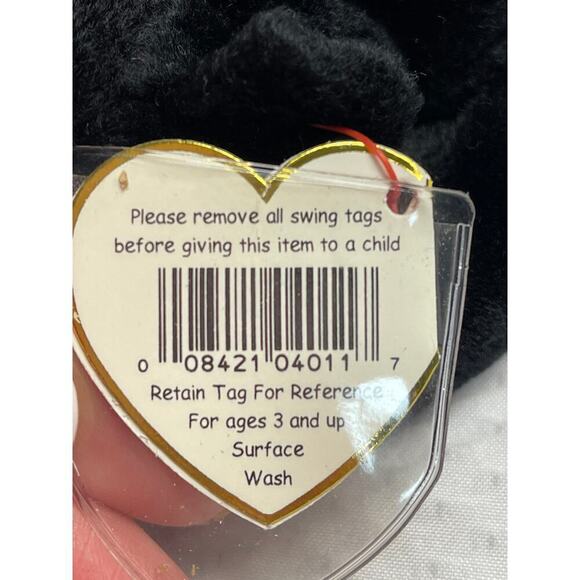 Please remove all swing tags
before giving this item to a child
0 08421 04011 7
Retain Tag For Reference
For ages 3 and up
Surface
Wash